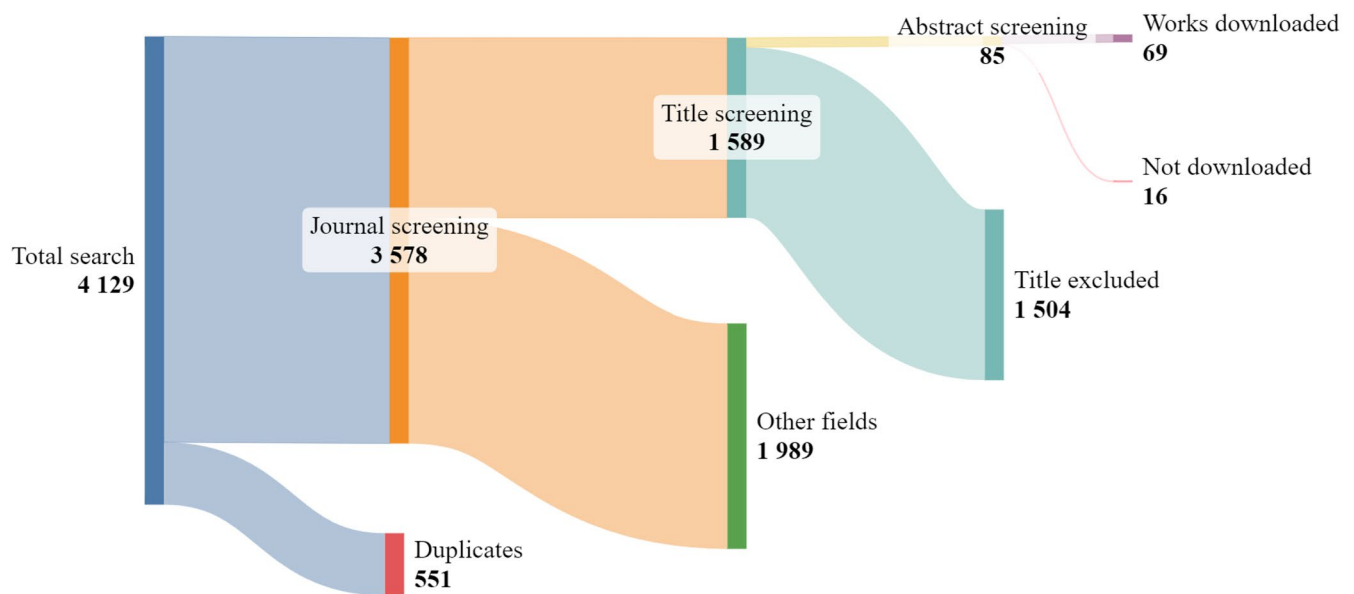 Total search
4 129
Journal screening
3 578
Duplicates
551
Title screening
1 589
Other fields
1 989
Abstract screening
85
Title excluded
1 504
Works downloaded
69
Not downloaded
16